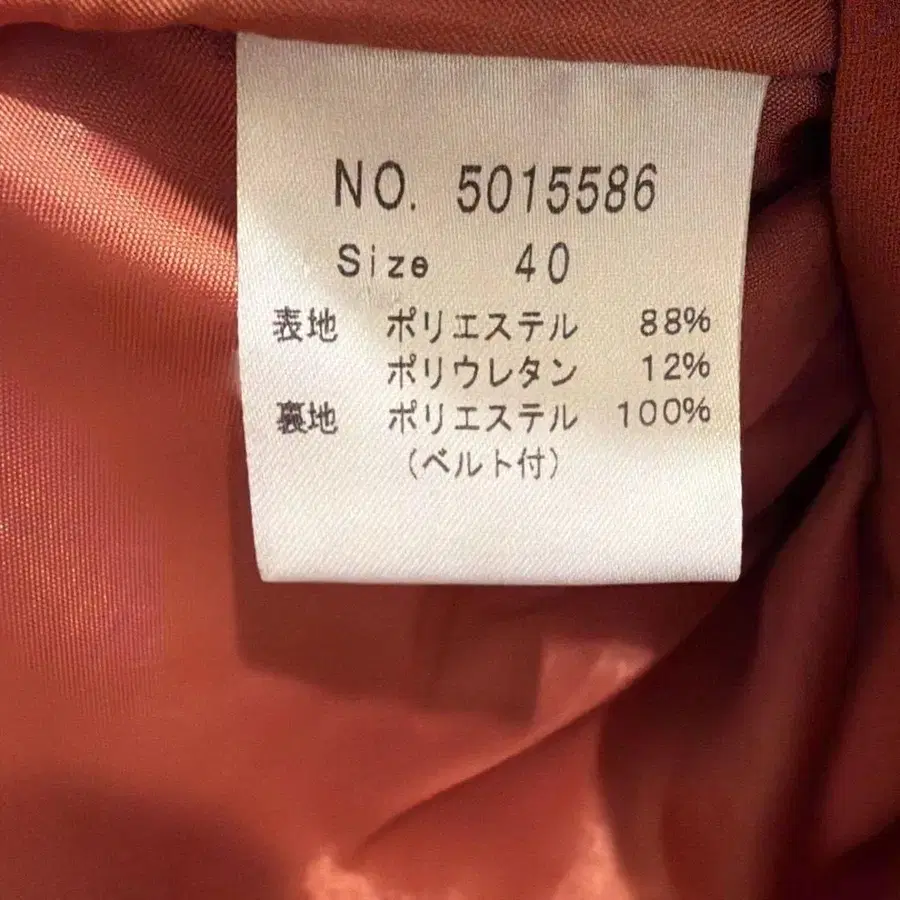 NO. 5015586
Size 40
表地 ポリエステル 88%
ポリウレタン 12%
裏地 ポリエステル 100%
(ベルト付)